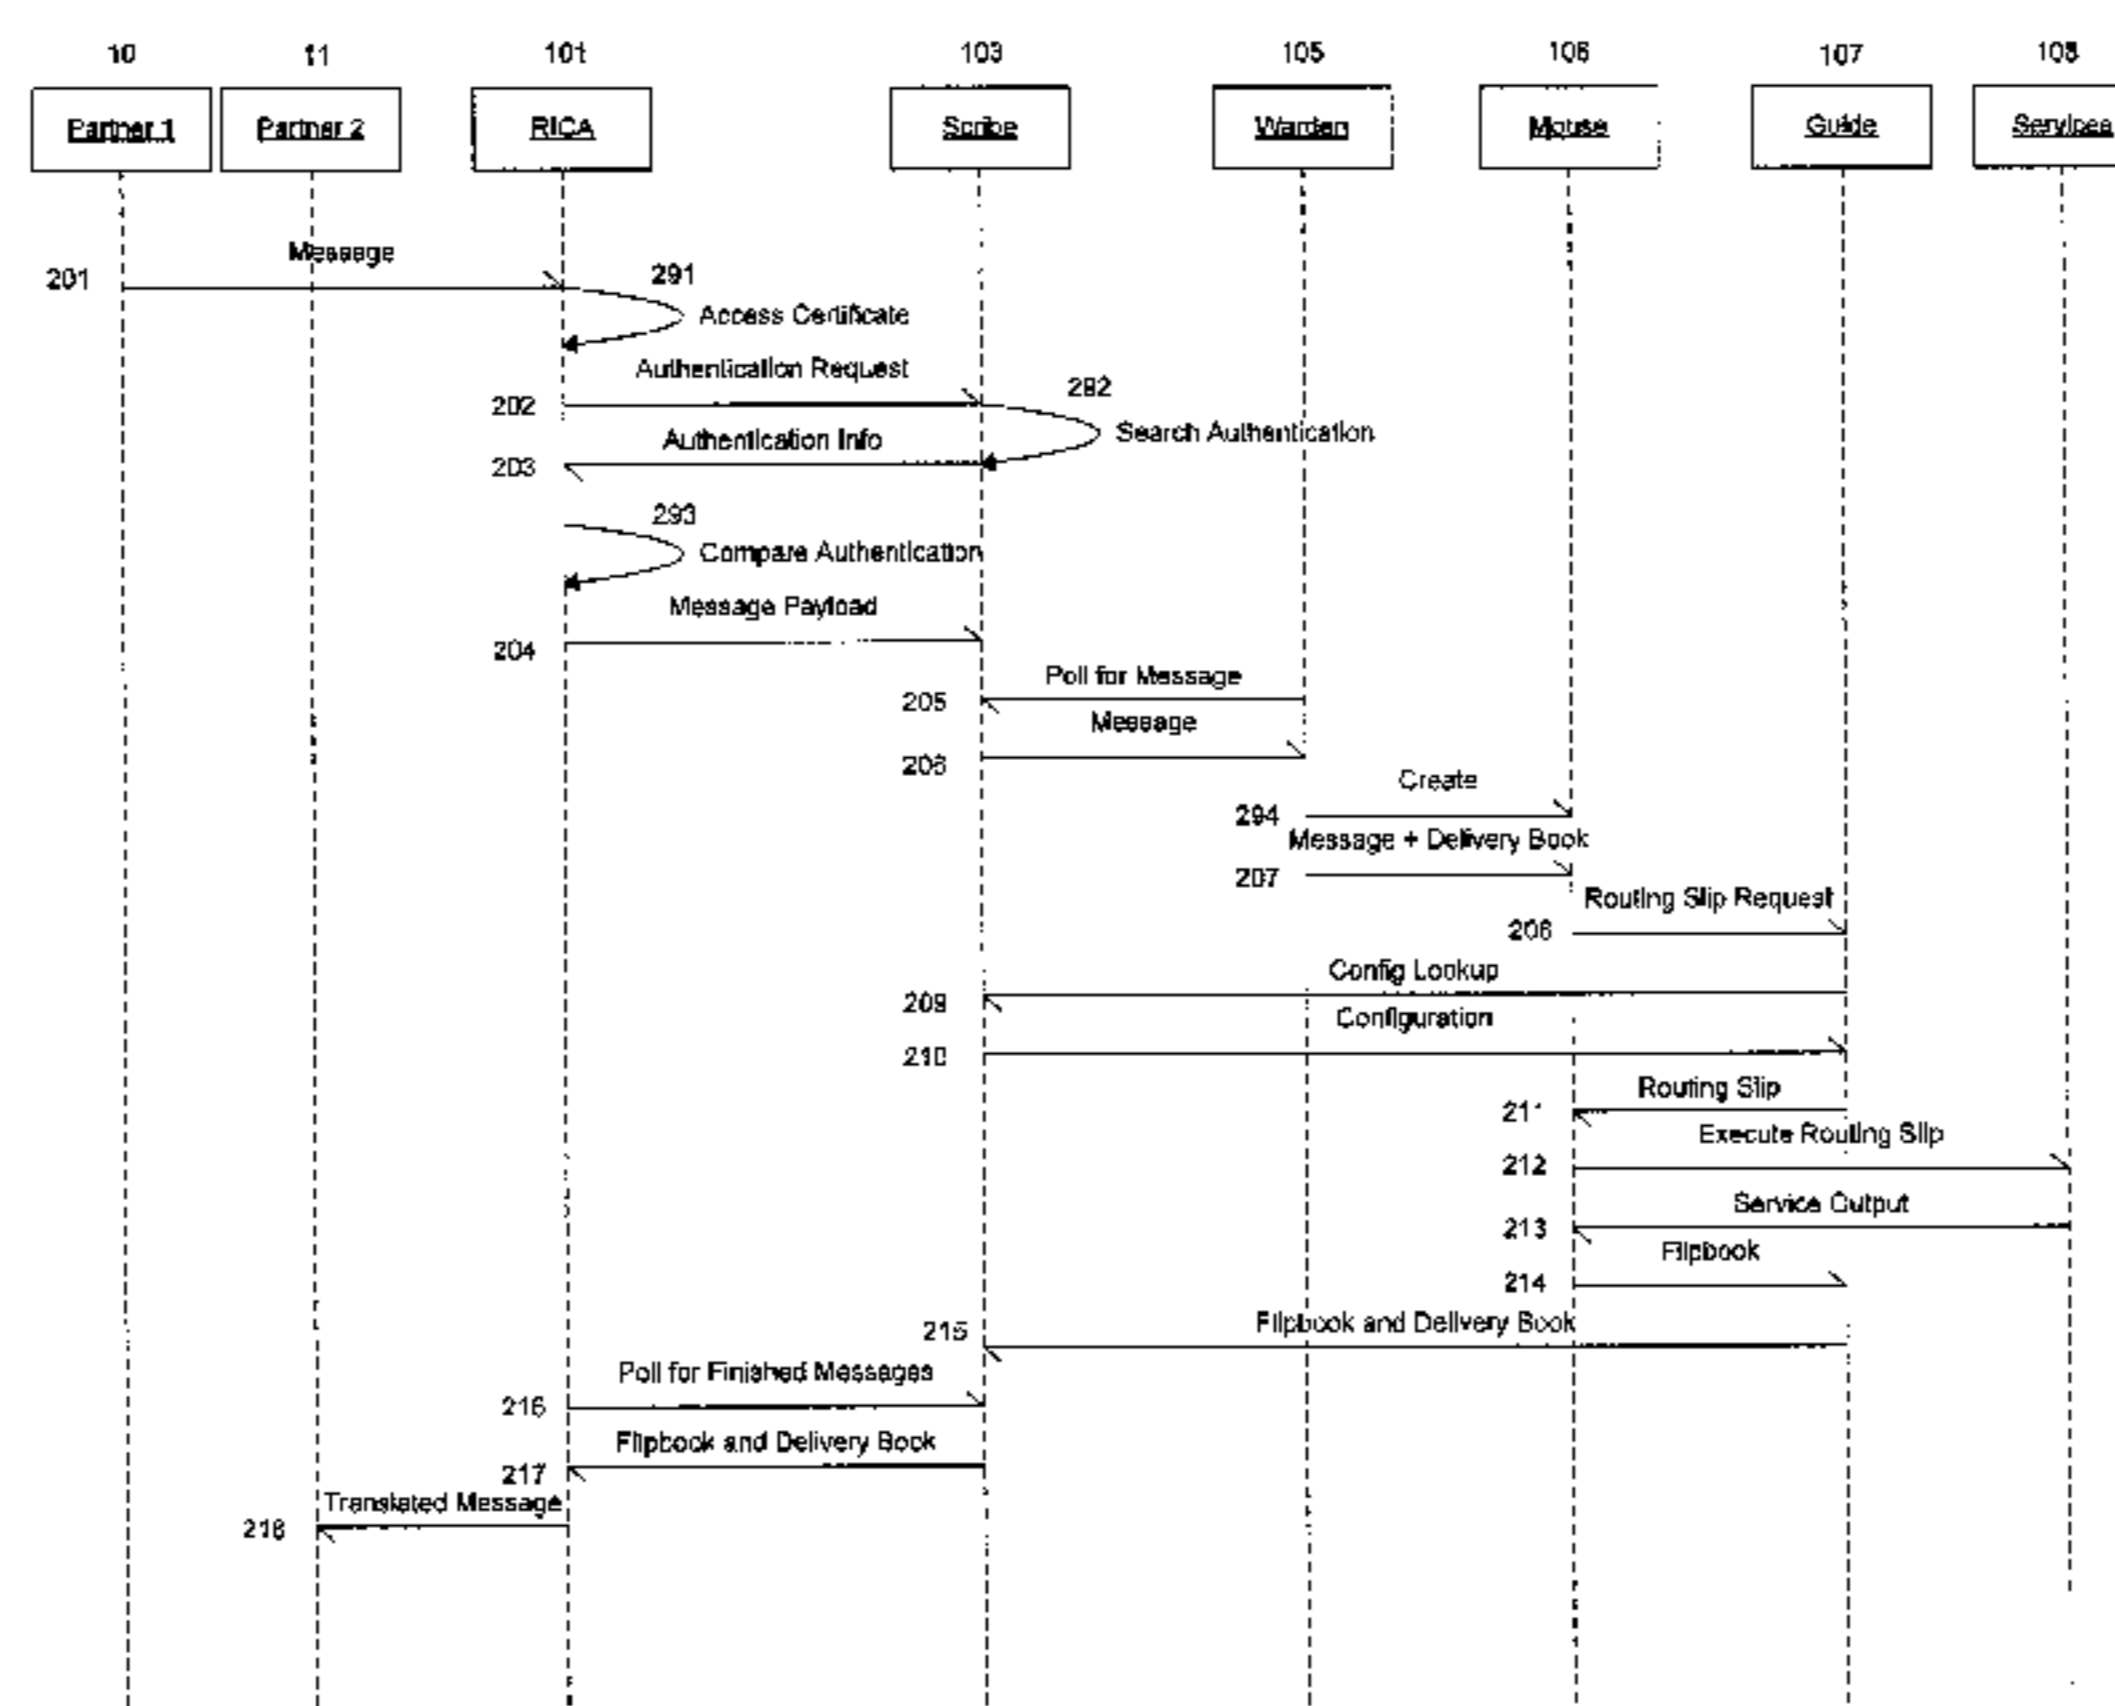 10 11 101 103 105 106 107 108
Partner 1 Partner 2 RICA Scribe Warden Mouse Guide Services
Message
201
291
Access Certificate
Authentication Request
292
202
Search Authentication
Authentication Info
203
293
Compare Authentication
Message Payload
204
Poll for Message
205
Message
206
Create
294
Message + Delivery Book
207
Routing Slip Request
208
Config Lookup
209
Configuration
210
Routing Slip
211
Execute Routing Slip
212
Service Output
213
Flipbook
214
Flipbook and Delivery Book
215
Poll for Finished Messages
216
Flipbook and Delivery Book
217
Translated Message
218